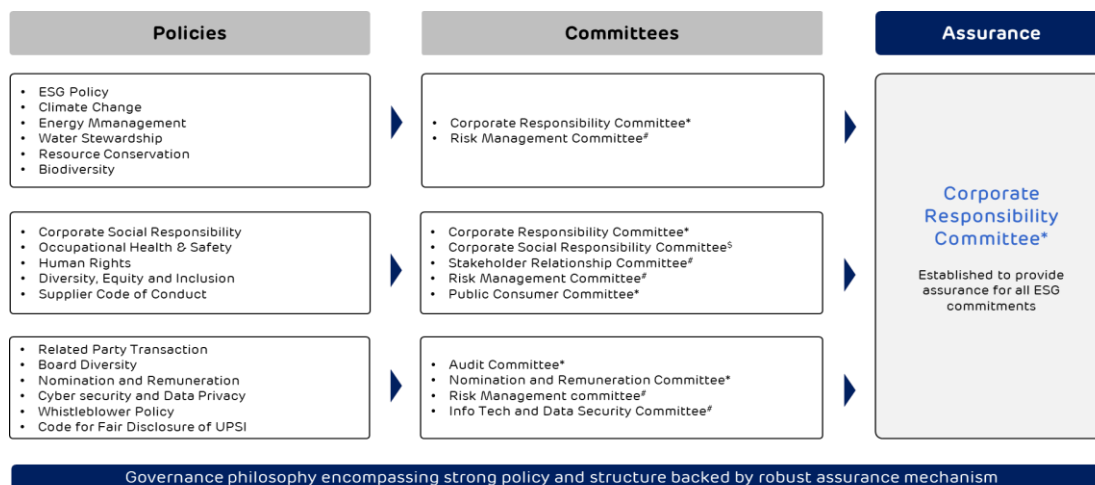 Policies
Committees
Assurance
• ESG Policy
• Climate Change
• Energy Mmanagement
• Water Stewardship
• Resource Conservation
• Biodiversity
• Corporate Responsibility Committee*
• Risk Management Committee#
• Corporate Social Responsibility
• Occupational Health & Safety
• Human Rights
• Diversity, Equity and Inclusion
• Supplier Code of Conduct
• Corporate Responsibility Committee*
• Corporate Social Responsibility Committee$
• Stakeholder Relationship Committee#
• Risk Management Committee#
• Public Consumer Committee*
• Related Party Transaction
• Board Diversity
• Nomination and Remuneration
• Cyber security and Data Privacy
• Whistleblower Policy
• Code for Fair Disclosure of UPSI
• Audit Committee*
• Nomination and Remuneration Committee*
• Risk Management committee#
• Info Tech and Data Security Committee#
Corporate
Responsibility
Committee*
Established to provide
assurance for all ESG
commitments
Governance philosophy encompassing strong policy and structure backed by robust assurance mechanism